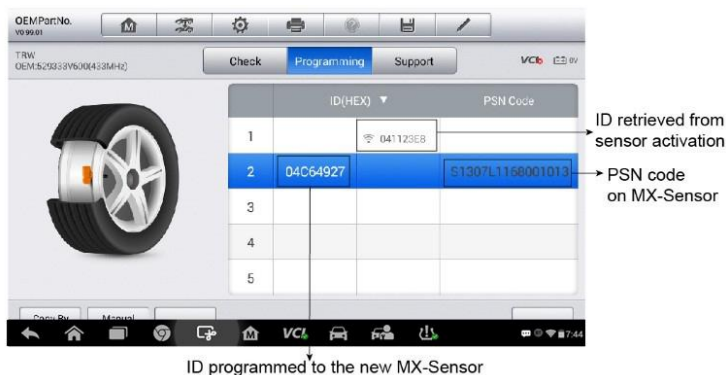 OEMPartNo.
V0.99.01
TRW
OEM:529333V600(433MHz)
Check
Programming
Support
VCI
0V
ID(HEX) ▼
PSN Code
1
041123E8
2
04C64927
S1307L1168001013
3
4
5
Copy By
Manual
VCI
7:44
ID retrieved from
sensor activation
PSN code
on MX-Sensor
ID programmed to the new MX-Sensor